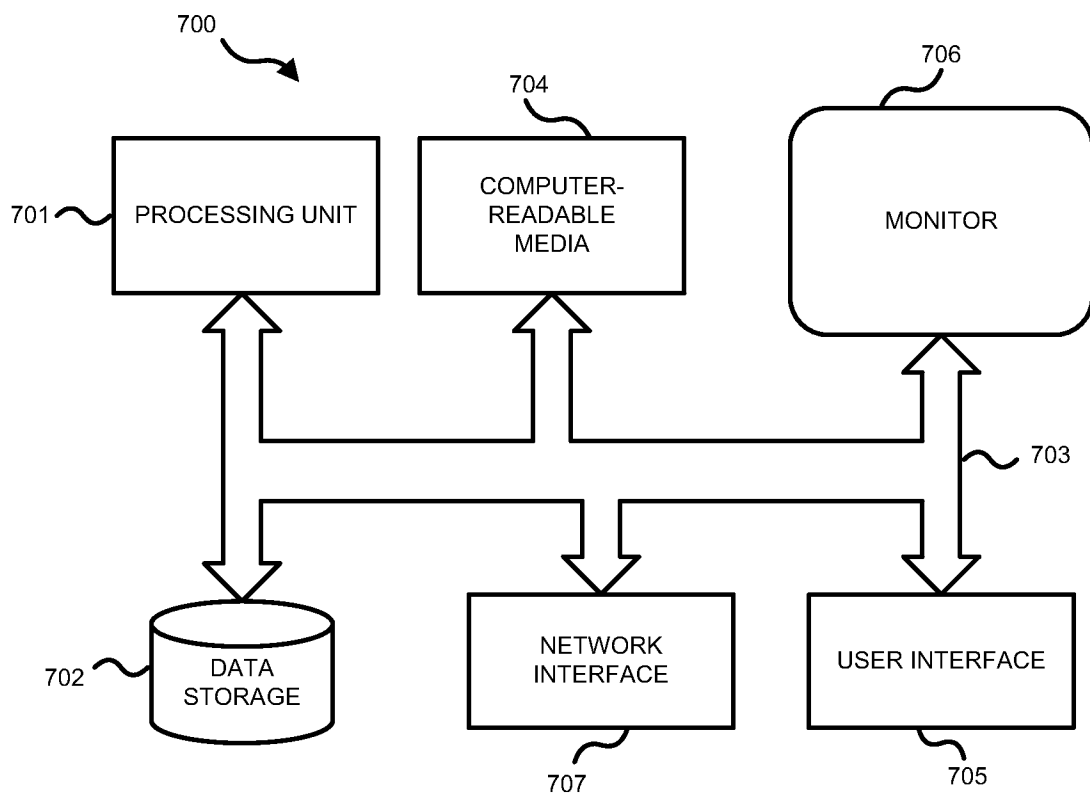 700
704
706
701
PROCESSING UNIT
COMPUTER-
READABLE
MEDIA
MONITOR
703
702
DATA
STORAGE
NETWORK
INTERFACE
USER INTERFACE
707
705